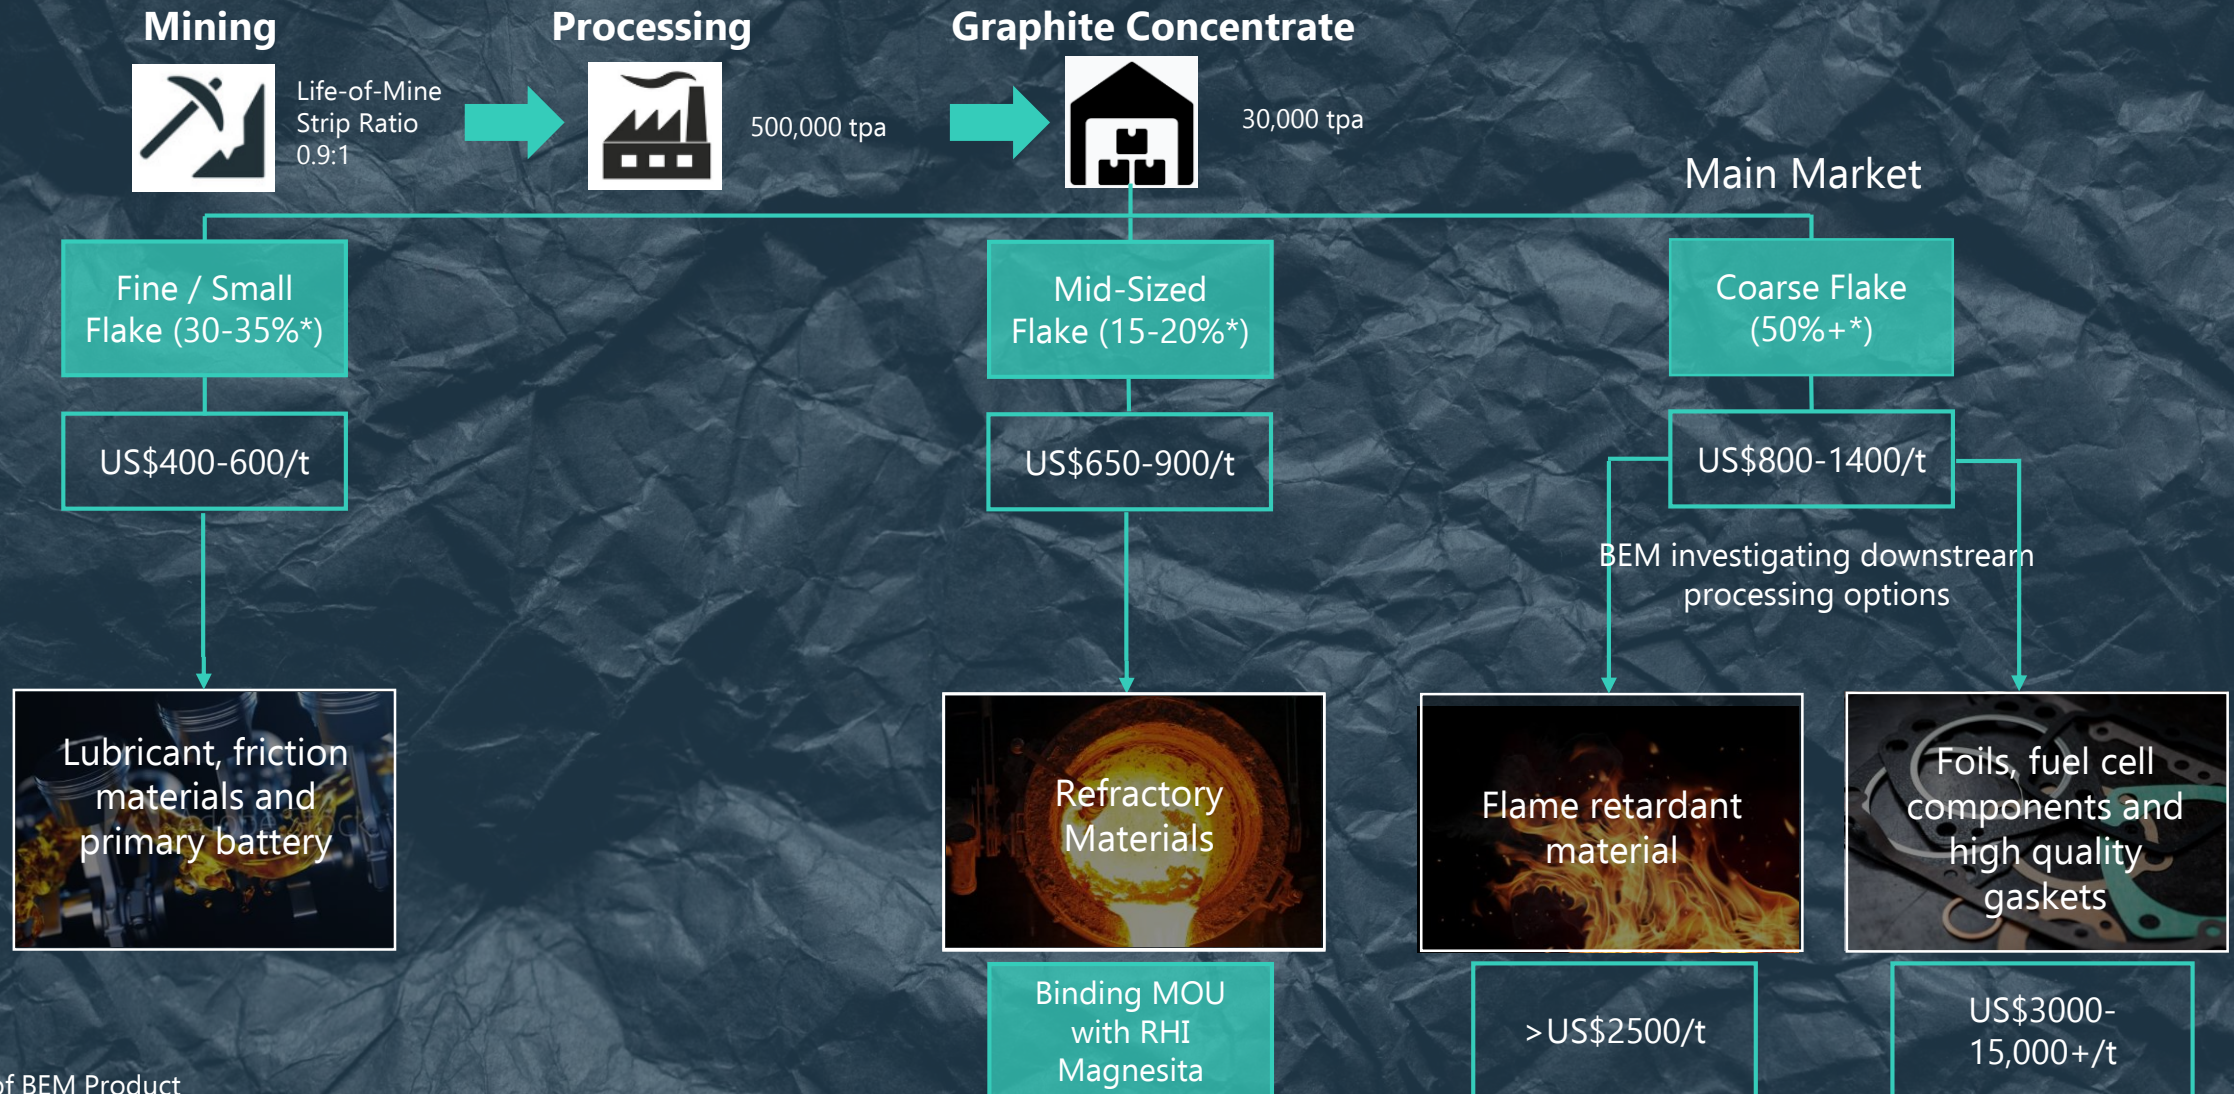 Mining
Processing
Graphite Concentrate
Life-of-Mine
Strip Ratio
0.9:1
500,000 tpa
30,000 tpa
Main Market
Fine / Small
Flake (30-35%*)
Mid-Sized
Flake (15-20%*)
Coarse Flake
(50%+*)
US$400-600/t
US$650-900/t
US$800-1400/t
BEM investigating downstream
processing options
Lubricant, friction
materials and
primary battery
Refractory
Materials
Flame retardant
material
Foils, fuel cell
components and
high quality
gaskets
Binding MOU
with RHI
Magnesita
>US$2500/t
US$3000-
15,000+/t
of BEM Product